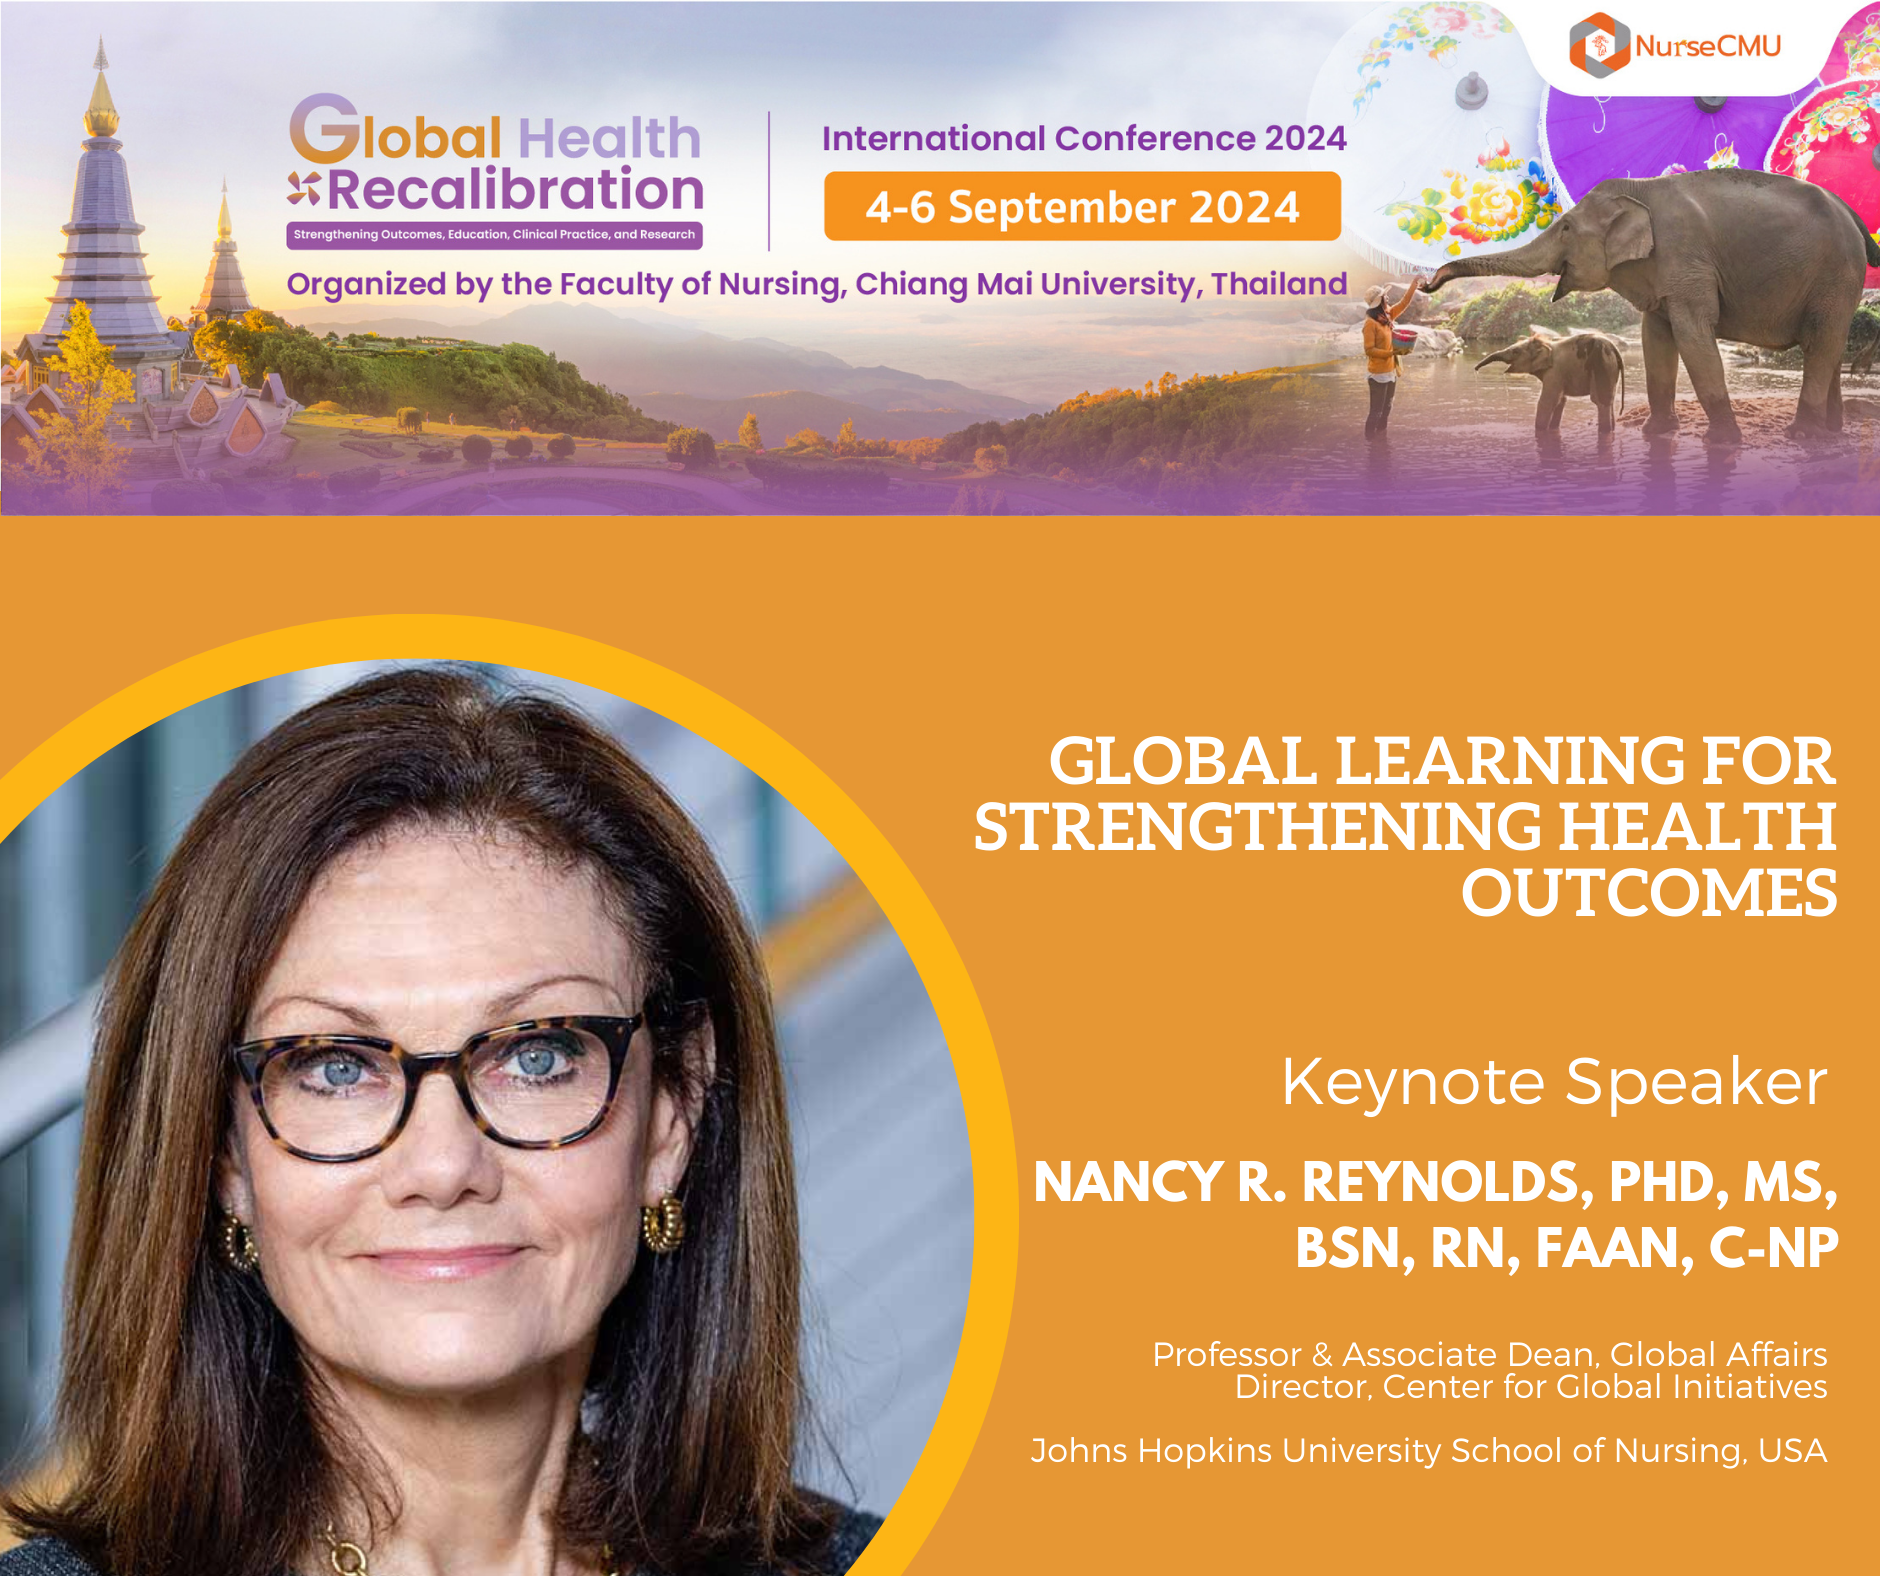 NurseCMU
Global Health
Recalibration
Strengthening Outcomes, Education, Clinical Practice, and Research
International Conference 2024
4-6 September 2024
Organized by the Faculty of Nursing, Chiang Mai University, Thailand
GLOBAL LEARNING FOR
STRENGTHENING HEALTH
OUTCOMES
Keynote Speaker
NANCY R. REYNOLDS, PHD, MS,
BSN, RN, FAAN, C-NP
Professor & Associate Dean, Global Affairs
Director, Center for Global Initiatives
Johns Hopkins University School of Nursing, USA